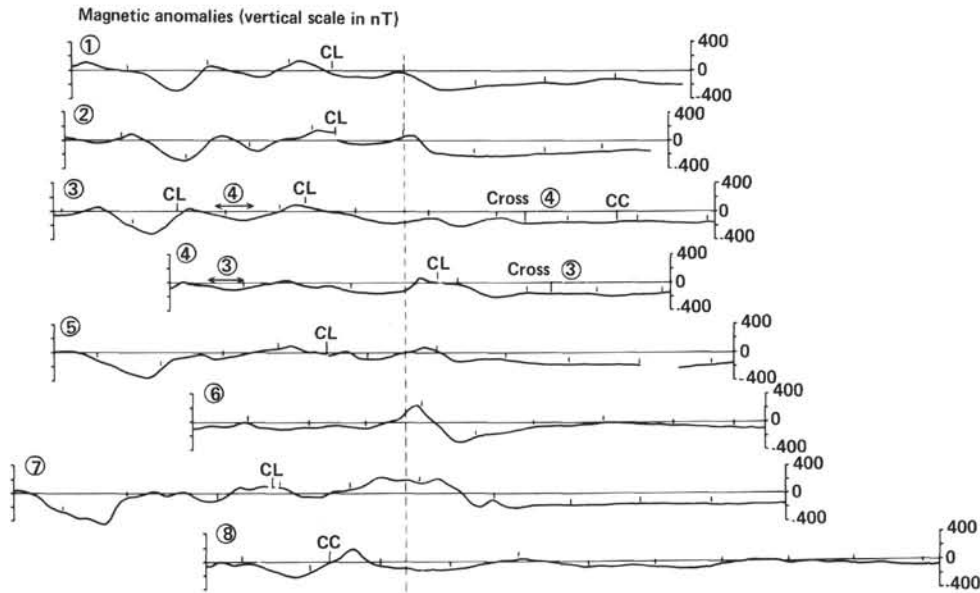 Magnetic anomalies (vertical scale in nT)
① CL 400
0
-400
② CL 400
0
-400
③ CL ④ CL Cross ④ CC 400
0
-400
④ ③ CL Cross ③ 400
0
-400
⑤ CL 400
0
-400
⑥ 400
0
-400
⑦ CL 400
0
-400
⑧ CC 400
0
-400